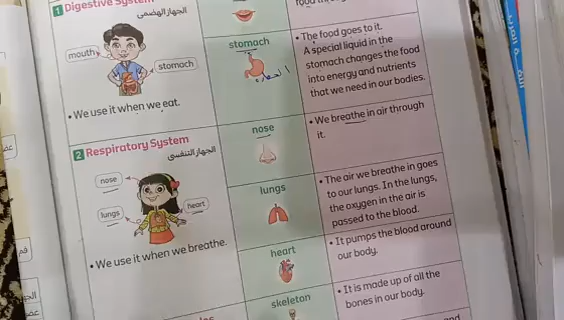 1 Digestive System
الجهاز الهضمي
mouth
stomach
• We use it when we eat.
stomach
• The food goes to it.
A special liquid in the
stomach changes the food
into energy and nutrients
that we need in our bodies.
2 Respiratory System
الجهاز التنفسي
nose
lungs
heart
• We use it when we breathe.
nose
• We breathe in air through
it.
lungs
• The air we breathe in goes
to our lungs. In the lungs,
the oxygen in the air is
passed to the blood.
heart
• It pumps the blood around
our body.
skeleton
• It is made up of all the
bones in our body.